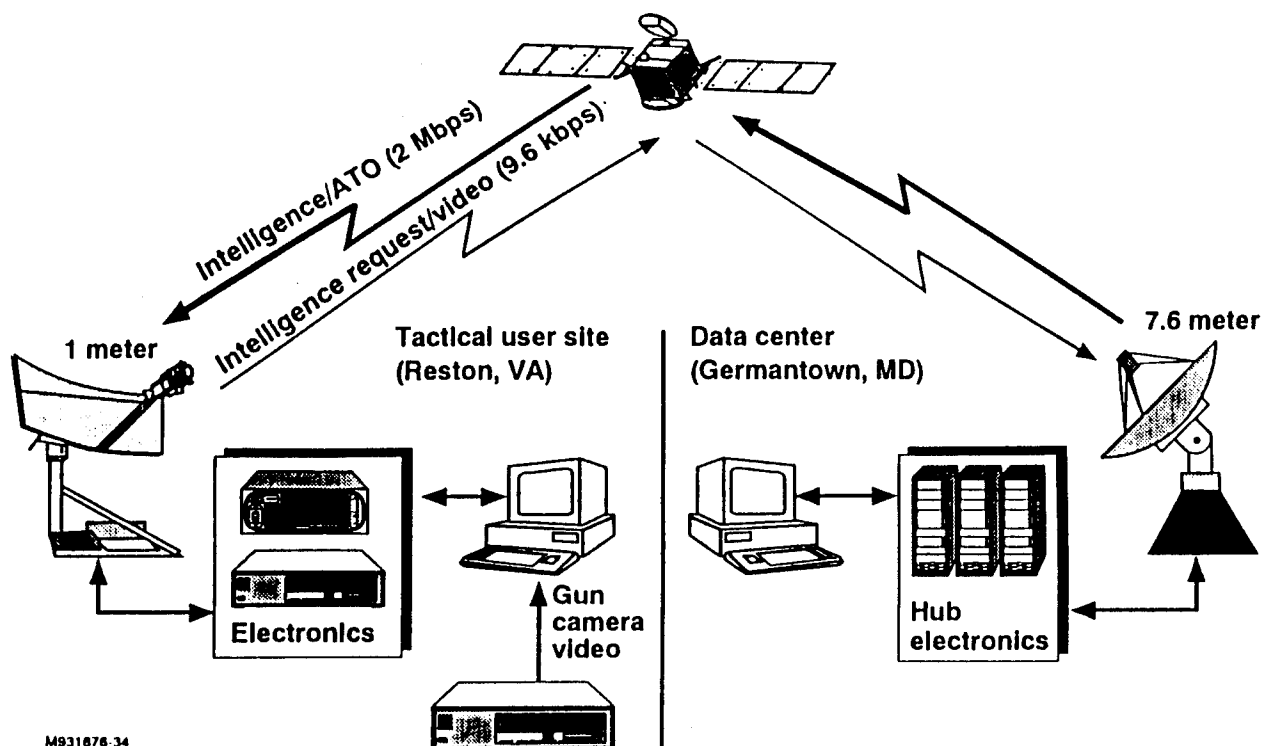 Intelligence/ATO (2 Mbps)
Intelligence request/video (9.6 kbps)
1 meter
Tactical user site
(Reston, VA)
Data center
(Germantown, MD)
7.6 meter
Electronics
Gun
camera
video
Hub
electronics
M931676-34